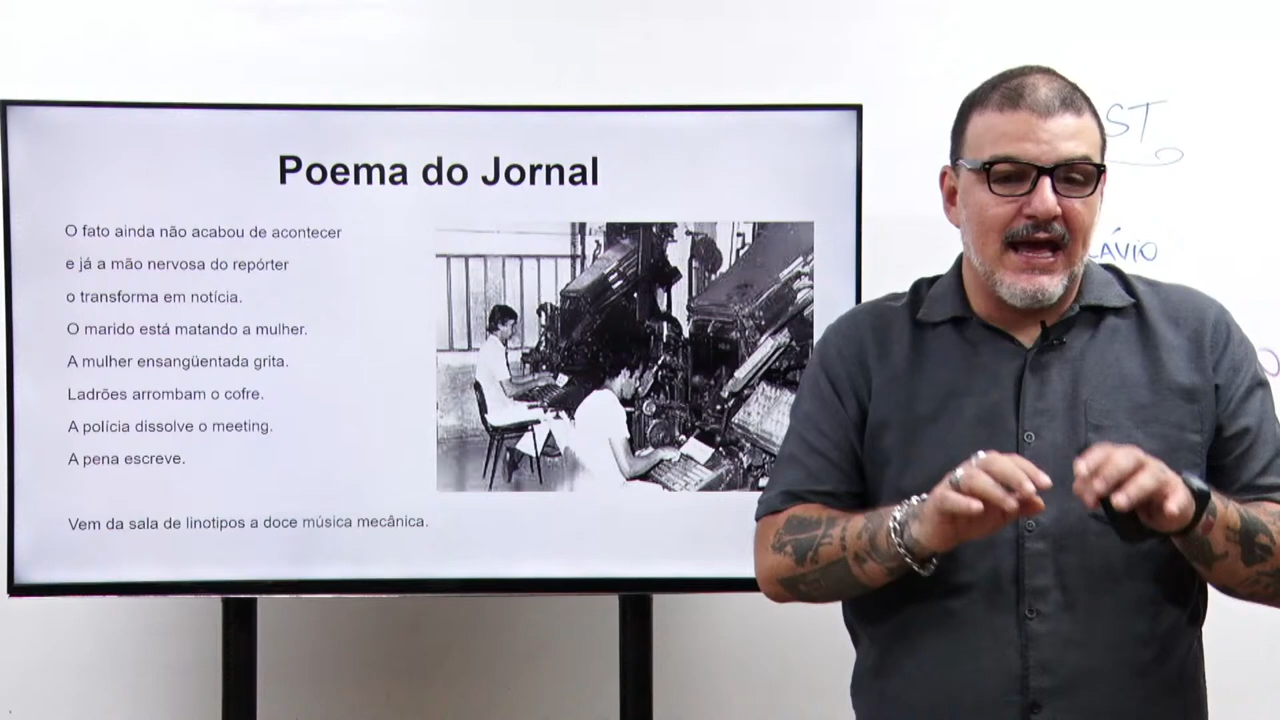 Poema do Jornal
O fato ainda não acabou de acontecer
e já a mão nervosa do repórter
o transforma em notícia.
O marido está matando a mulher.
A mulher ensangüentada grita.
Ladrões arrombam o cofre.
A polícia dissolve o meeting.
A pena escreve.
Vem da sala de linotipos a doce música mecânica.